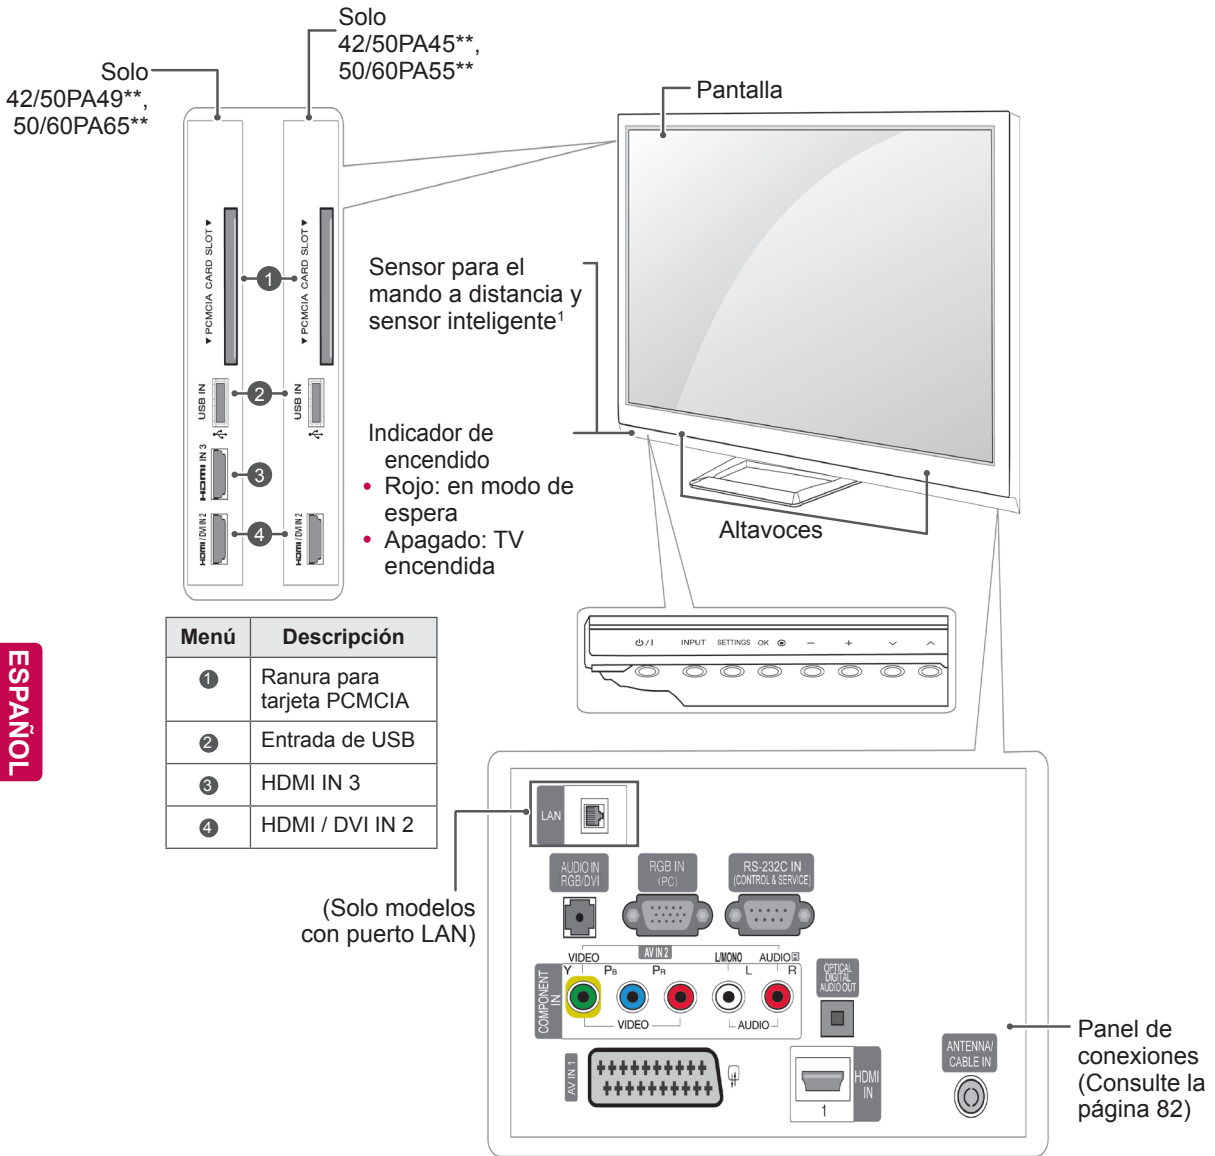 Solo
42/50PA45**,
50/60PA55**
Solo
42/50PA49**,
50/60PA65**
Pantalla
▼PCMCIA CARD SLOT▼
▼PCMCIA CARD SLOT▼
1
USB IN
USB IN
2
HDMI IN 3
3
HDMI / DVI IN 2
HDMI / DVI IN 2
4
Sensor para el
mando a distancia y
sensor inteligente1
Indicador de
encendido
• Rojo: en modo de
espera
• Apagado: TV
encendida
Altavoces
⏻/I INPUT SETTINGS OK ⦿ − + ﹀ ︿
Menú Descripción
1 Ranura para
tarjeta PCMCIA
2 Entrada de USB
3 HDMI IN 3
4 HDMI / DVI IN 2
ESPAÑOL
LAN
(Solo modelos
con puerto LAN)
AUDIO IN
RGB/DVI
RGB IN
(PC)
RS-232C IN
(CONTROL & SERVICE)
AV IN 2
VIDEO L/MONO AUDIO
Y PB PR L R
COMPONENT
IN
VIDEO AUDIO
OPTICAL
DIGITAL
AUDIO OUT
AV IN 1
HDMI
IN
1
ANTENNA/
CABLE IN
Panel de
conexiones
(Consulte la
página 82)